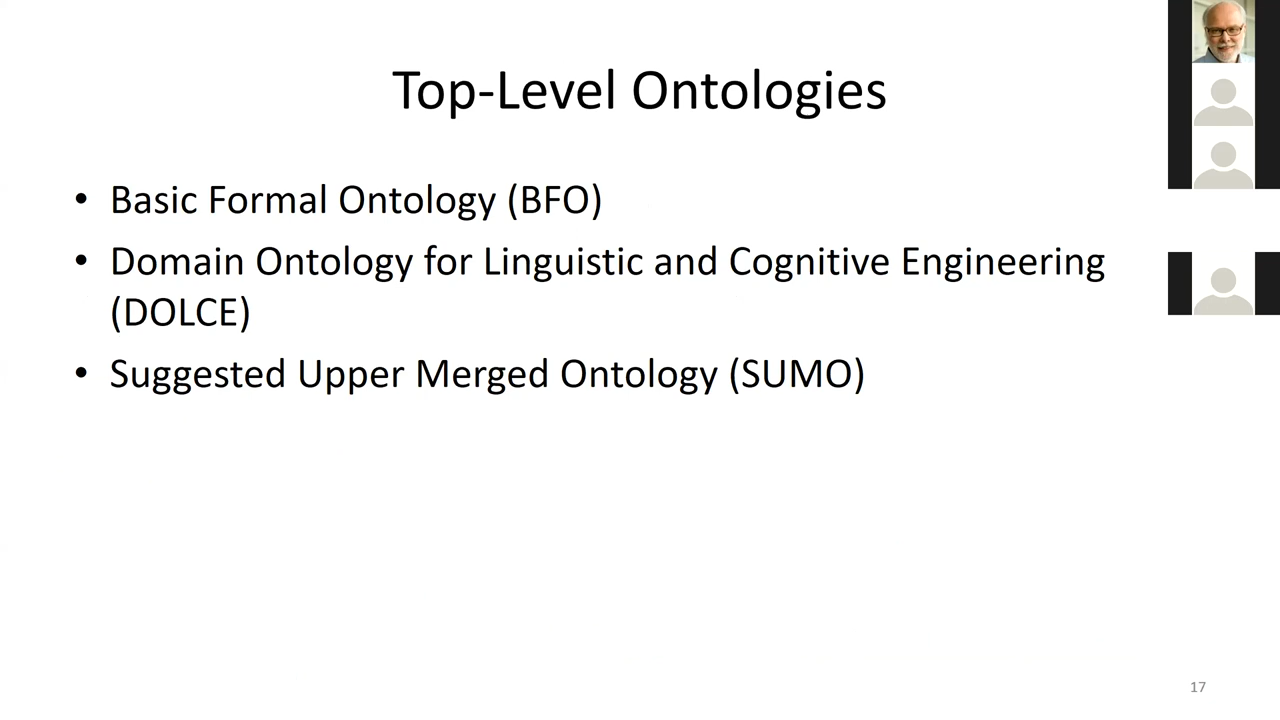 Top-Level Ontologies
• Basic Formal Ontology (BFO)
• Domain Ontology for Linguistic and Cognitive Engineering
(DOLCE)
• Suggested Upper Merged Ontology (SUMO)
17